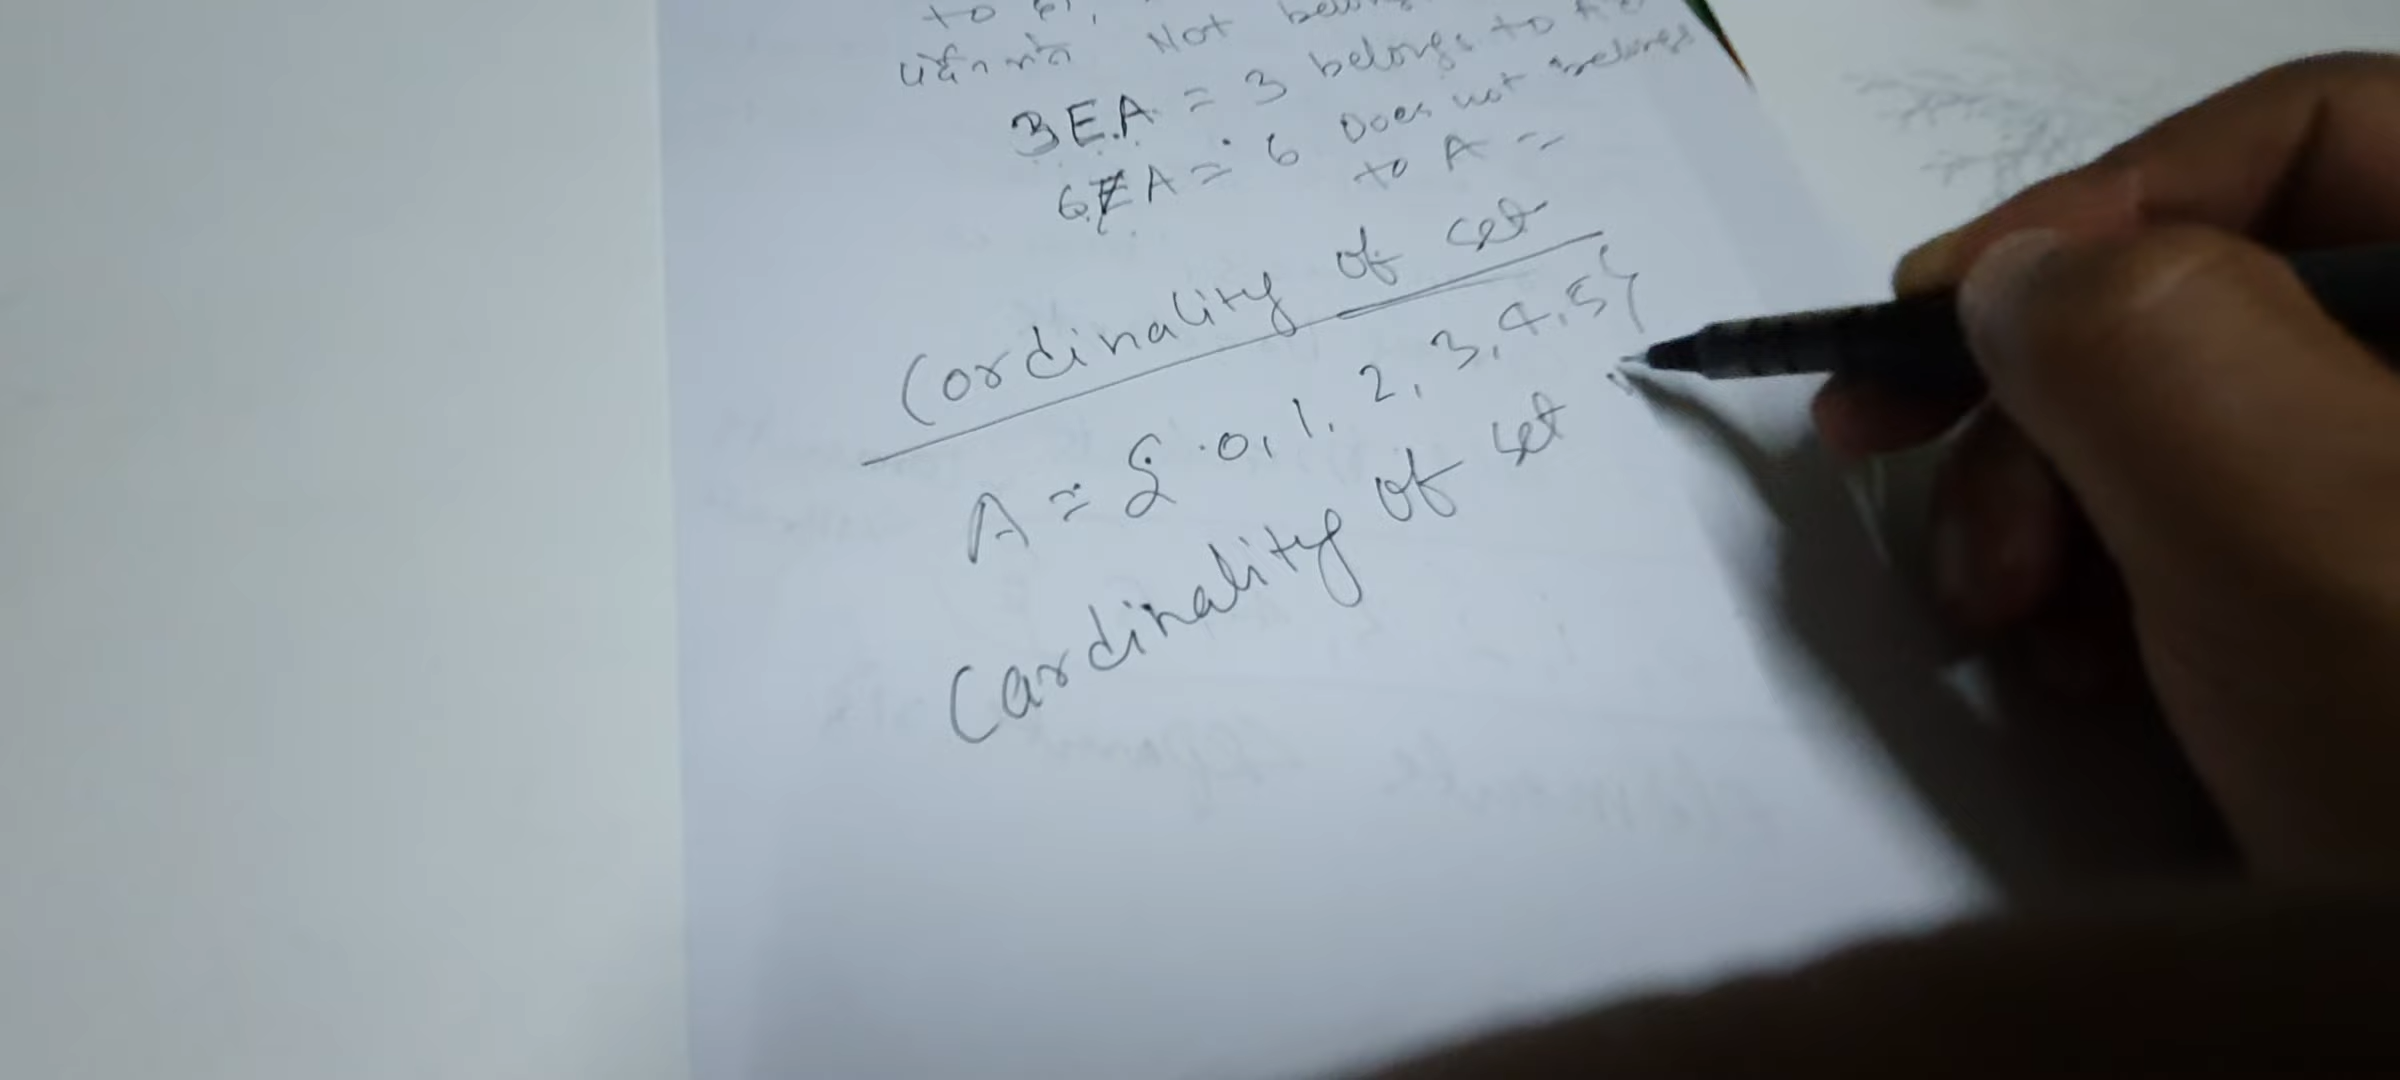 to
Not
3 ∈ A = 3 belongs to
6 ∉ A = 6 Does not belongs
to A =
Cordinality of set
A = { 0, 1, 2, 3, 4, 5 {
Cardinality of set